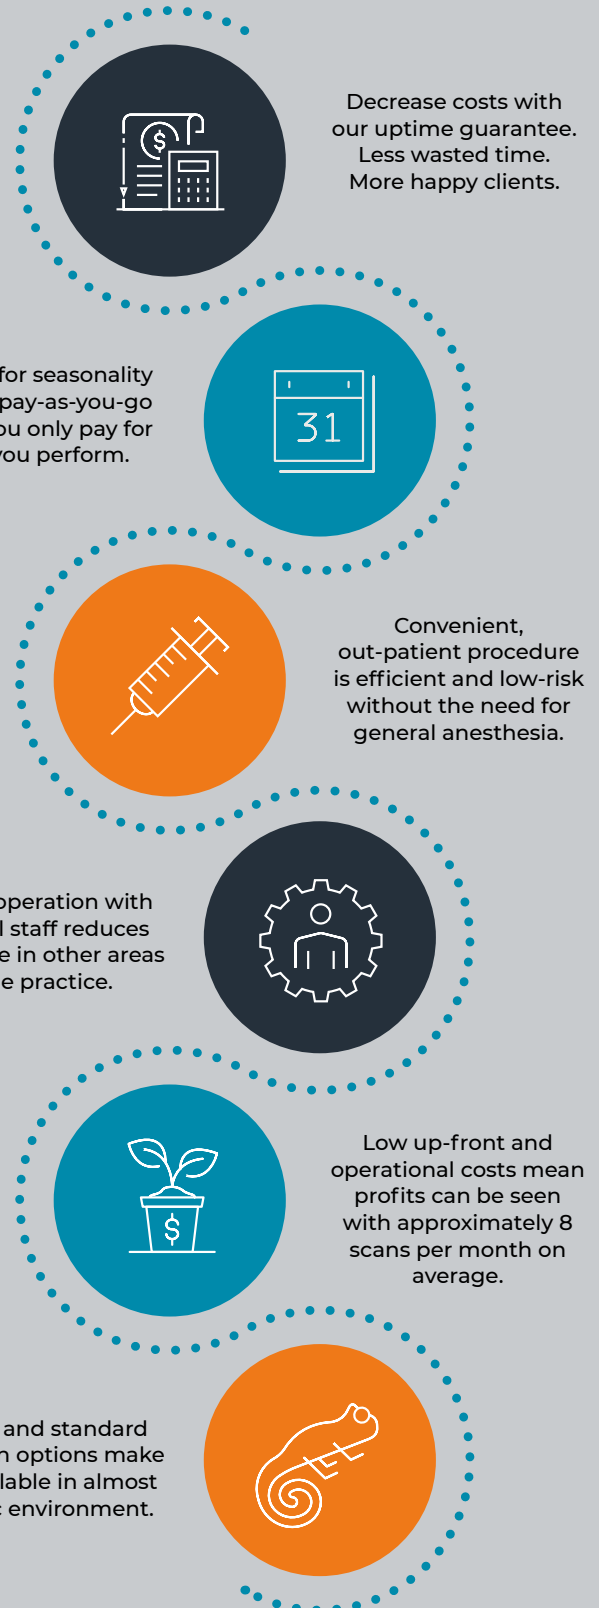 Decrease costs with
our uptime guarantee.
Less wasted time.
More happy clients.
$
for seasonality
pay-as-you-go
only pay for
you perform.
31
Convenient,
out-patient procedure
is efficient and low-risk
without the need for
general anesthesia.
operation with
staff reduces
in other areas
practice.
Low up-front and
operational costs mean
profits can be seen
with approximately 8
scans per month on
average.
$
and standard
options make
in almost
environment.